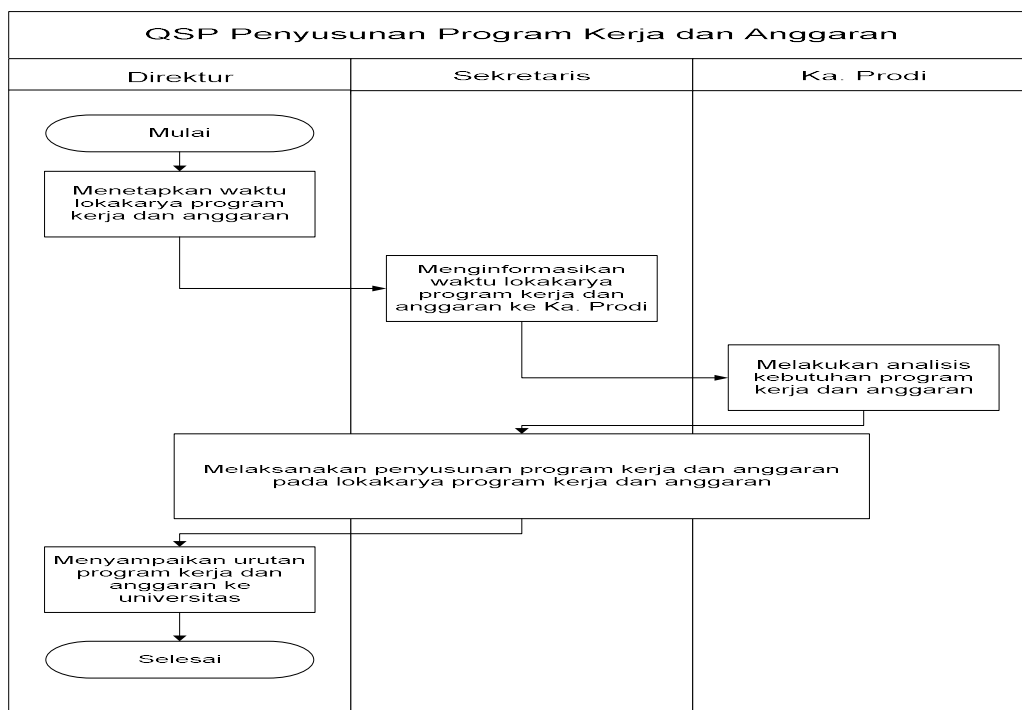 QSP Penyusunan Program Kerja dan Anggaran
Direktur
Sekretaris
Ka. Prodi
Mulai
Menetapkan waktu
lokakarya program
kerja dan anggaran
Menginformasikan
waktu lokakarya
program kerja dan
anggaran ke Ka. Prodi
Melakukan analisis
kebutuhan program
kerja dan anggaran
Melaksanakan penyusunan program kerja dan anggaran
pada lokakarya program kerja dan anggaran
Menyampaikan urutan
program kerja dan
anggaran ke
universitas
Selesai